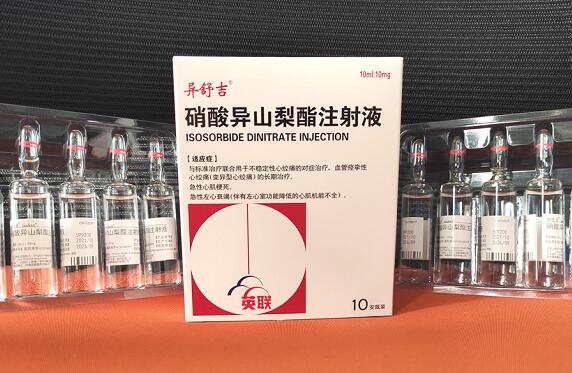 异舒吉®
10ml:10mg
硝酸异山梨酯注射液
ISOSORBIDE DINITRATE INJECTION
【适应症】
与标准治疗联合用于不稳定性心绞痛的对症治疗，血管痉挛性
心绞痛（变异型心绞痛）的长期治疗。
急性心肌梗死。
急性左心衰竭（伴有左心室功能降低的心肌机能不全）。
英联
10安瓿装